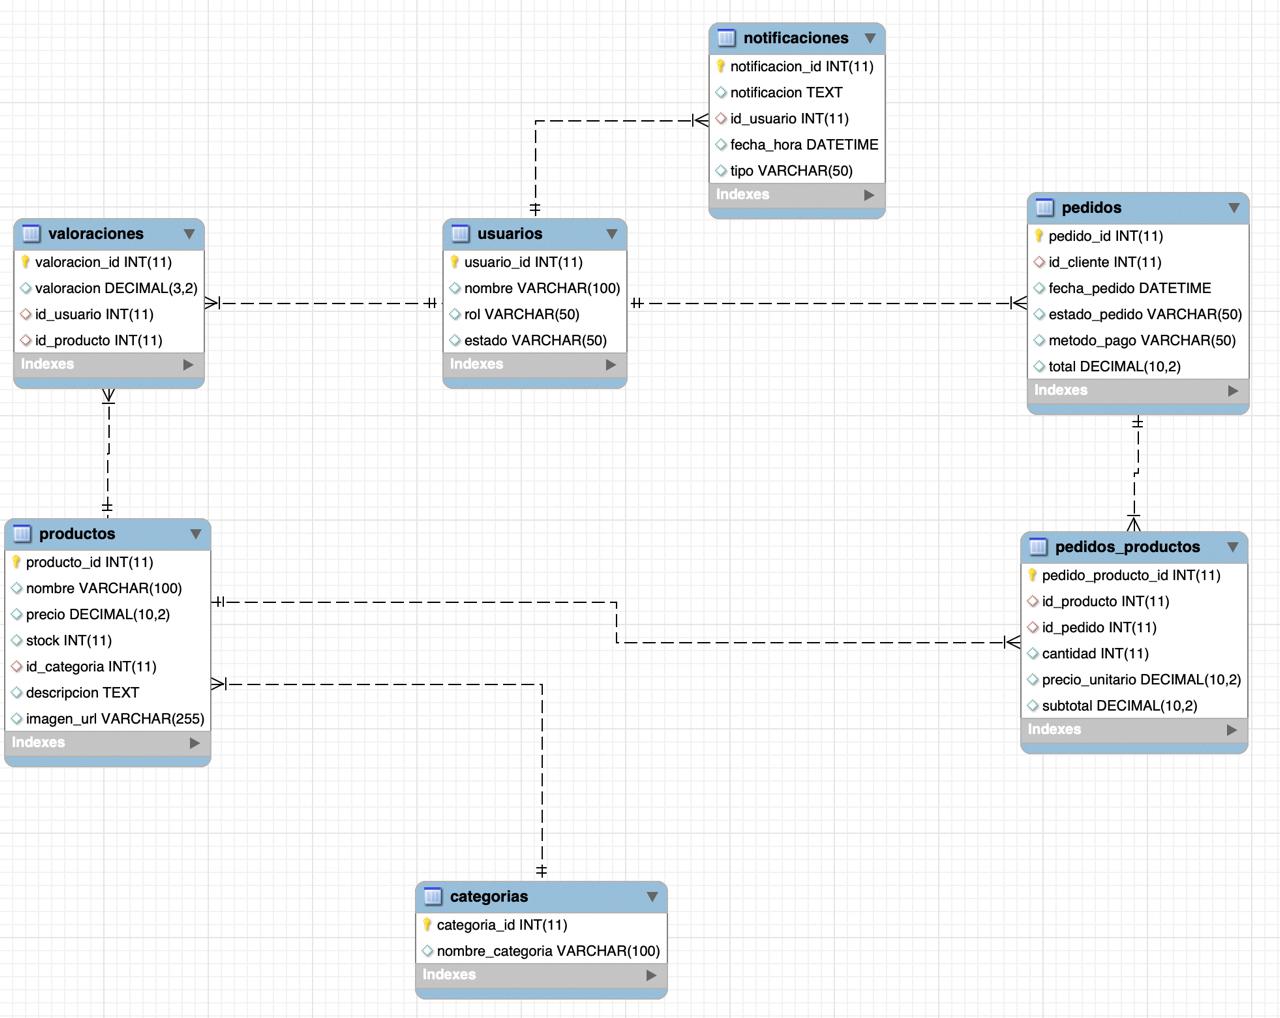 notificaciones
notificacion_id INT(11)
notificacion TEXT
id_usuario INT(11)
fecha_hora DATETIME
tipo VARCHAR(50)
Indexes
pedidos
pedido_id INT(11)
id_cliente INT(11)
fecha_pedido DATETIME
estado_pedido VARCHAR(50)
metodo_pago VARCHAR(50)
total DECIMAL(10,2)
Indexes
valoraciones
valoracion_id INT(11)
valoracion DECIMAL(3,2)
id_usuario INT(11)
id_producto INT(11)
Indexes
usuarios
usuario_id INT(11)
nombre VARCHAR(100)
rol VARCHAR(50)
estado VARCHAR(50)
Indexes
productos
producto_id INT(11)
nombre VARCHAR(100)
precio DECIMAL(10,2)
stock INT(11)
id_categoria INT(11)
descripcion TEXT
imagen_url VARCHAR(255)
Indexes
pedidos_productos
pedido_producto_id INT(11)
id_producto INT(11)
id_pedido INT(11)
cantidad INT(11)
precio_unitario DECIMAL(10,2)
subtotal DECIMAL(10,2)
Indexes
categorias
categoria_id INT(11)
nombre_categoria VARCHAR(100)
Indexes